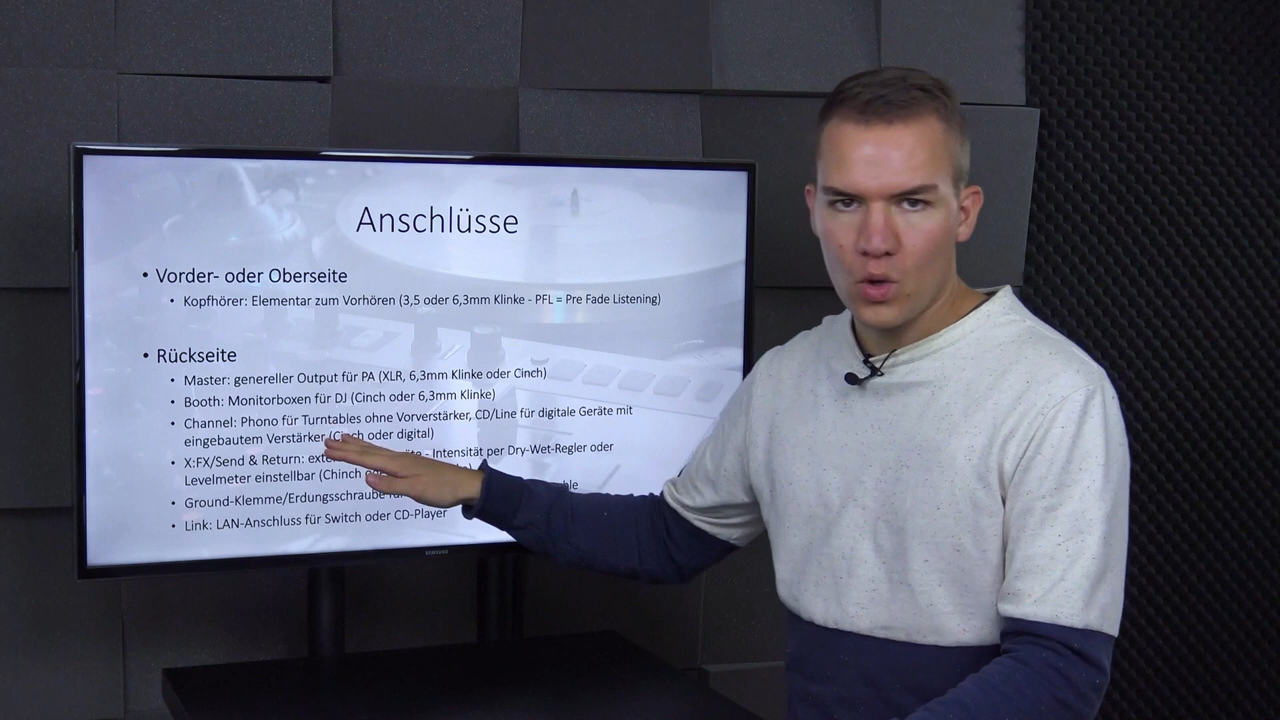 Anschlüsse
• Vorder- oder Oberseite
• Kopfhörer: Elementar zum Vorhören (3,5 oder 6,3mm Klinke - PFL = Pre Fade Listening)
• Rückseite
• Master: genereller Output für PA (XLR, 6,3mm Klinke oder Cinch)
• Booth: Monitorboxen für DJ (Cinch oder 6,3mm Klinke)
• Channel: Phono für Turntables ohne Vorverstärker, CD/Line für digitale Geräte mit
eingebautem Verstärker (Cinch oder digital)
• X:FX/Send & Return: - Intensität per Dry-Wet-Regler oder
Levelmeter einstellbar (Chinch
• Ground-Klemme/Erdungsschraube
• Link: LAN-Anschluss für Switch oder CD-Player
SAMSUNG